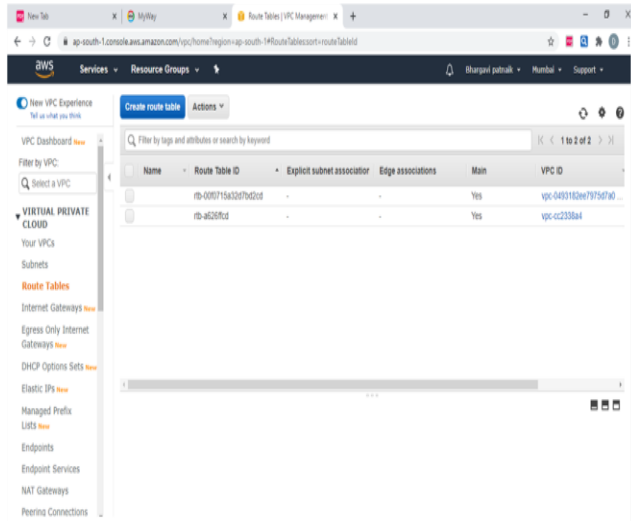 New Tab
MyWay
Route Tables | VPC Management
ap-south-1.console.aws.amazon.com/vpc/home?region=ap-south-1#RouteTables:sort=routeTableId
aws
Services
Resource Groups
Bhargavi patnaik
Mumbai
Support
New VPC Experience
Tell us what you think
Create route table
Actions
VPC Dashboard New
Filter by tags and attributes or search by keyword
1 to 2 of 2
Filter by VPC:
Select a VPC
Name
Route Table ID
Explicit subnet association
Edge associations
Main
VPC ID
rtb-00f0715a32d7bd2cd
-
-
Yes
vpc-0493182ee7975d7a0 ...
rtb-a626ffcd
-
-
Yes
vpc-cc2338a4
VIRTUAL PRIVATE
CLOUD
Your VPCs
Subnets
Route Tables
Internet Gateways New
Egress Only Internet
Gateways New
DHCP Options Sets New
Elastic IPs New
Managed Prefix
Lists New
Endpoints
Endpoint Services
NAT Gateways
Peering Connections